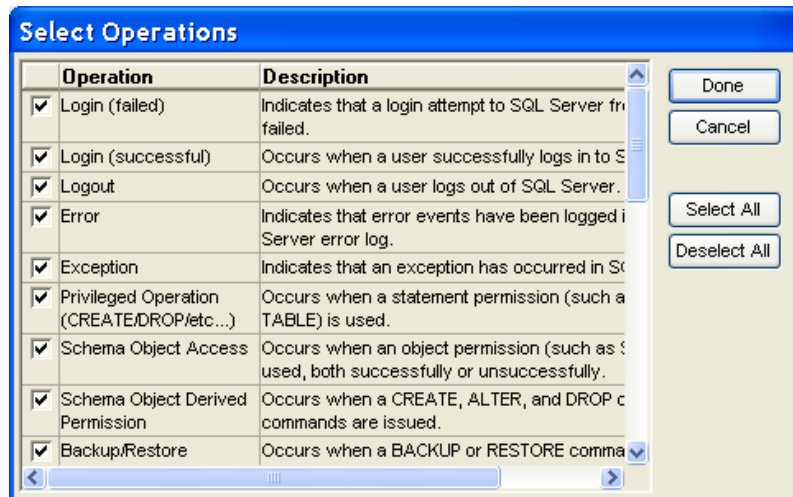 Select Operations
Operation Description
Login (failed) Indicates that a login attempt to SQL Server
failed.
Login (successful) Occurs when a user successfully logs in to
Logout Occurs when a user logs out of SQL Server.
Error Indicates that error events have been logged
Server error log.
Exception Indicates that an exception has occurred in
Privileged Operation Occurs when a statement permission (such
(CREATE/DROP/etc...) TABLE) is used.
Schema Object Access Occurs when an object permission (such as
used, both successfully or unsuccessfully.
Schema Object Derived Occurs when a CREATE, ALTER, and DROP
Permission commands are issued.
Backup/Restore Occurs when a BACKUP or RESTORE
Done
Cancel
Select All
Deselect All